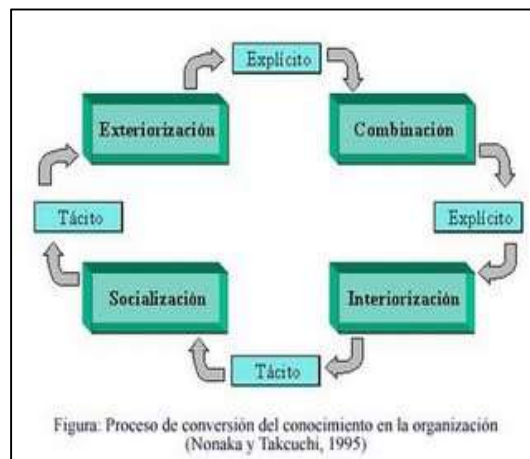 Explícito
Exteriorización
Combinación
Tácito
Explícito
Socialización
Interiorización
Tácito
Figura: Proceso de conversión del conocimiento en la organización
(Nonaka y Takcuchi, 1995)